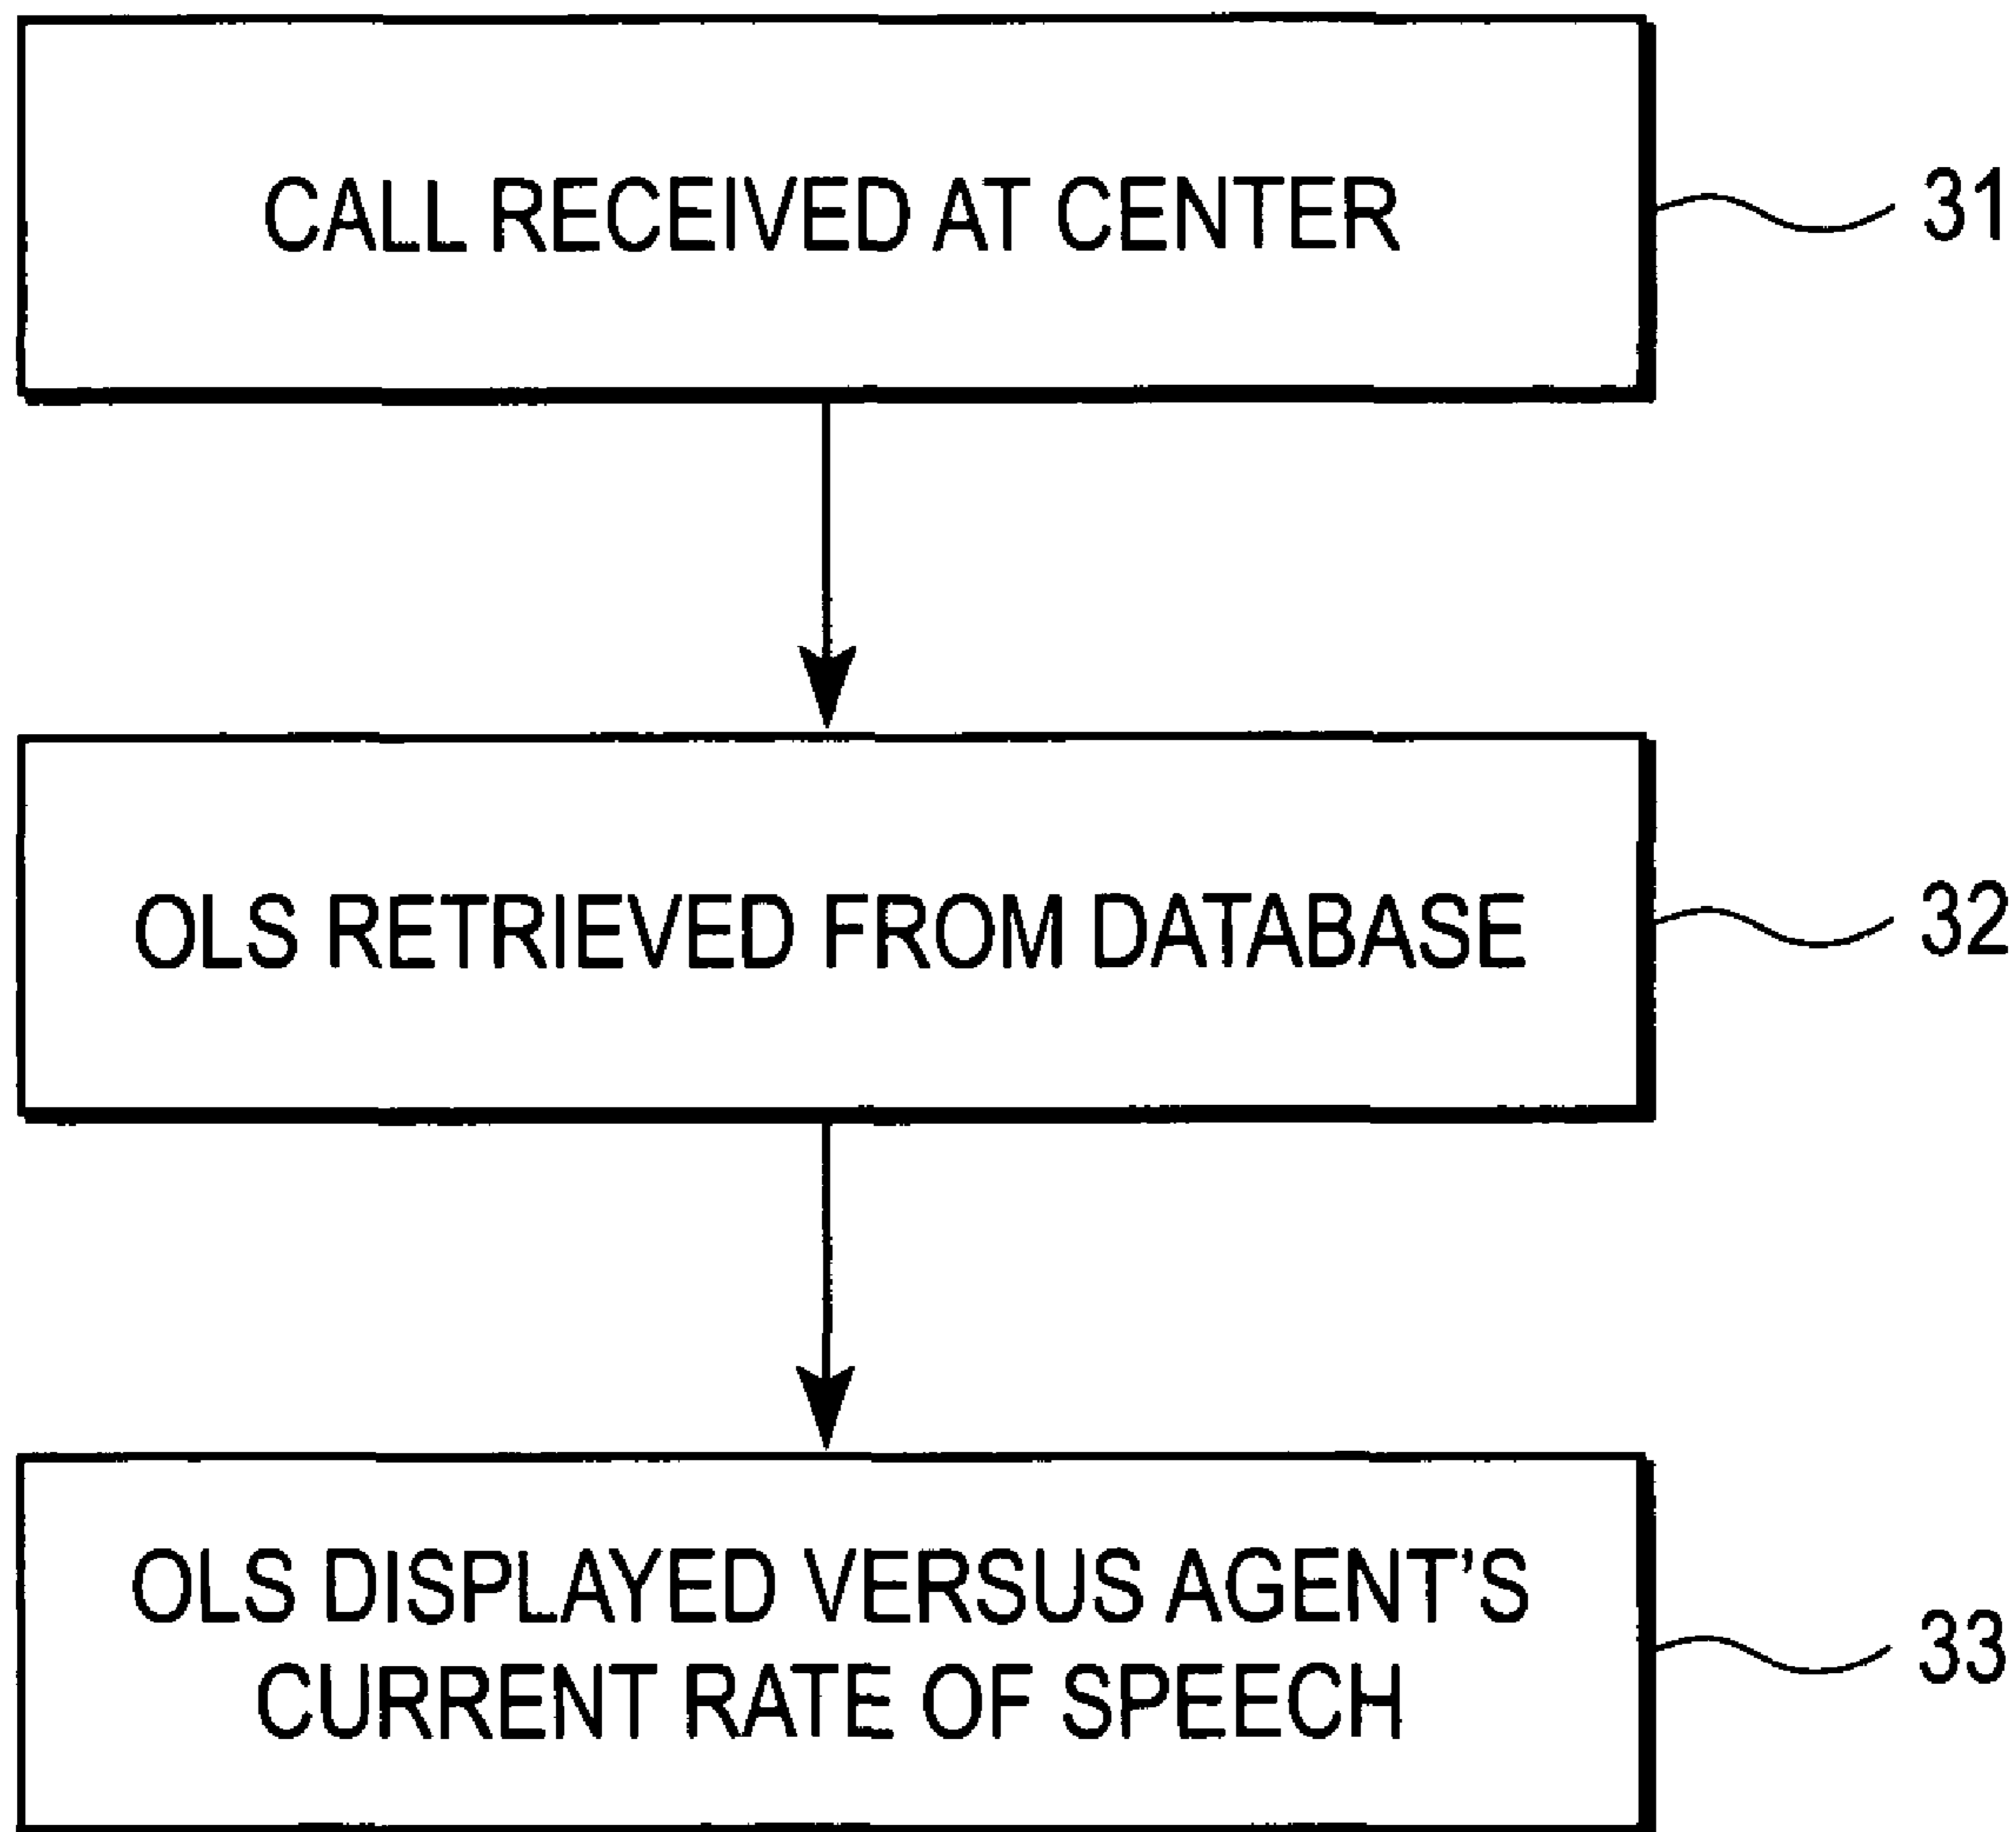 CALL RECEIVED AT CENTER
31
OLS RETRIEVED FROM DATABASE
32
OLS DISPLAYED VERSUS AGENT'S
CURRENT RATE OF SPEECH
33